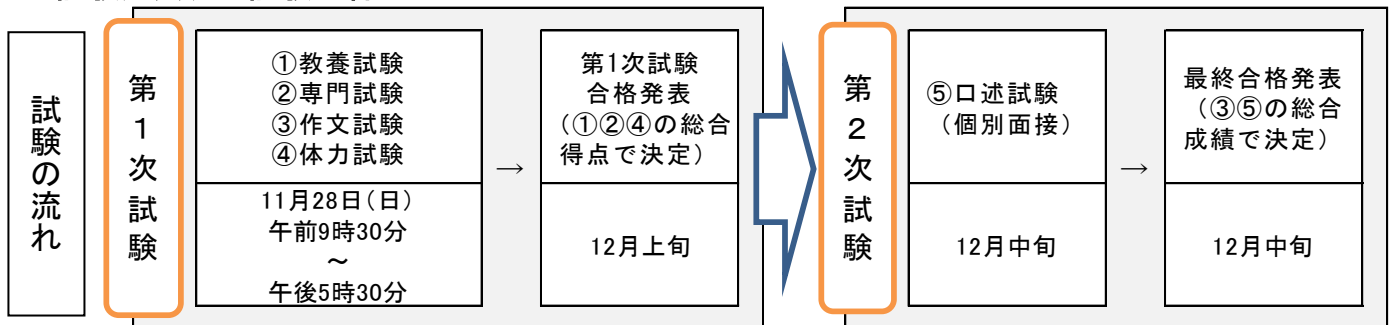 試験の流れ
第1次試験
①教養試験
②専門試験
③作文試験
④体力試験
11月28日(日)
午前9時30分
～
午後5時30分
→
第1次試験
合格発表
(①②④の総合
得点で決定)
12月上旬
第2次試験
⑤口述試験
(個別面接)
12月中旬
→
最終合格発表
(③⑤の総合
成績で決定)
12月中旬